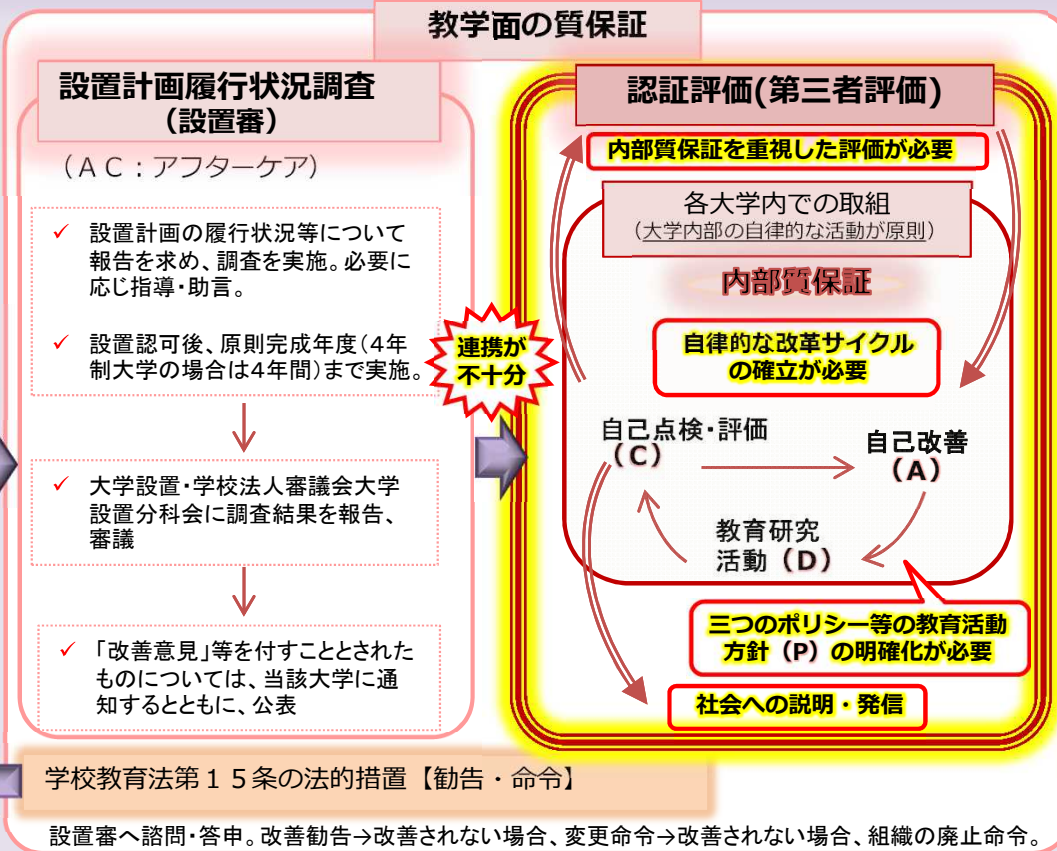 教学面の質保証
設置計画履行状況調査
(設置審)
(AC:アフターケア)
✓ 設置計画の履行状況等について
報告を求め、調査を実施。必要に
応じ指導・助言。
✓ 設置認可後、原則完成年度(4年
制大学の場合は4年間)まで実施。
✓ 大学設置・学校法人審議会大学
設置分科会に調査結果を報告、
審議
✓ 「改善意見」等を付すこととされた
ものについては、当該大学に通
知するとともに、公表
連携が
不十分
認証評価(第三者評価)
内部質保証を重視した評価が必要
各大学内での取組
(大学内部の自律的な活動が原則)
内部質保証
自律的な改革サイクル
の確立が必要
自己点検・評価
(C)
自己改善
(A)
教育研究
活動(D)
三つのポリシー等の教育活動
方針(P)の明確化が必要
社会への説明・発信
学校教育法第15条の法的措置【勧告・命令】
設置審へ諮問・答申。改善勧告→改善されない場合、変更命令→改善されない場合、組織の廃止命令。